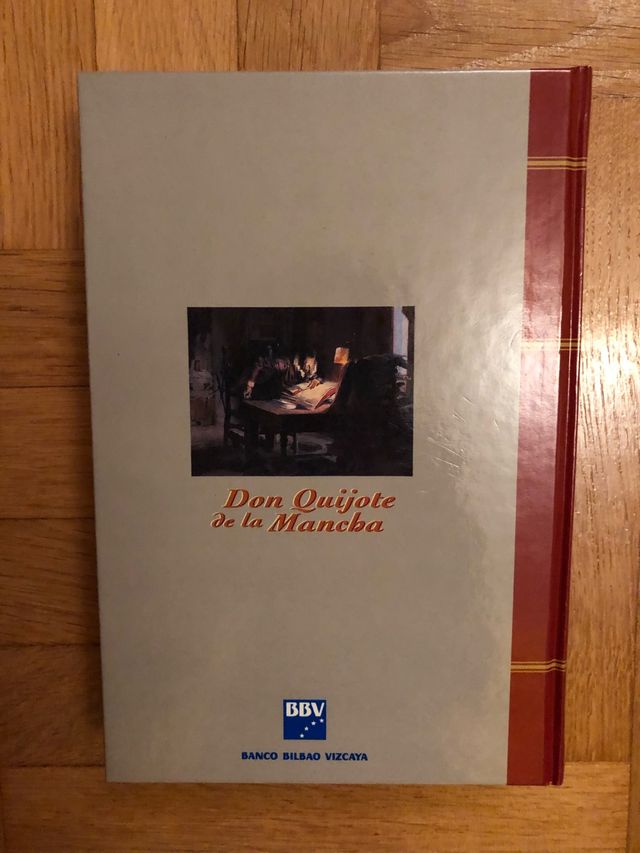 Don Quijote
de la Mancha
BBV
BANCO BILBAO VIZCAYA